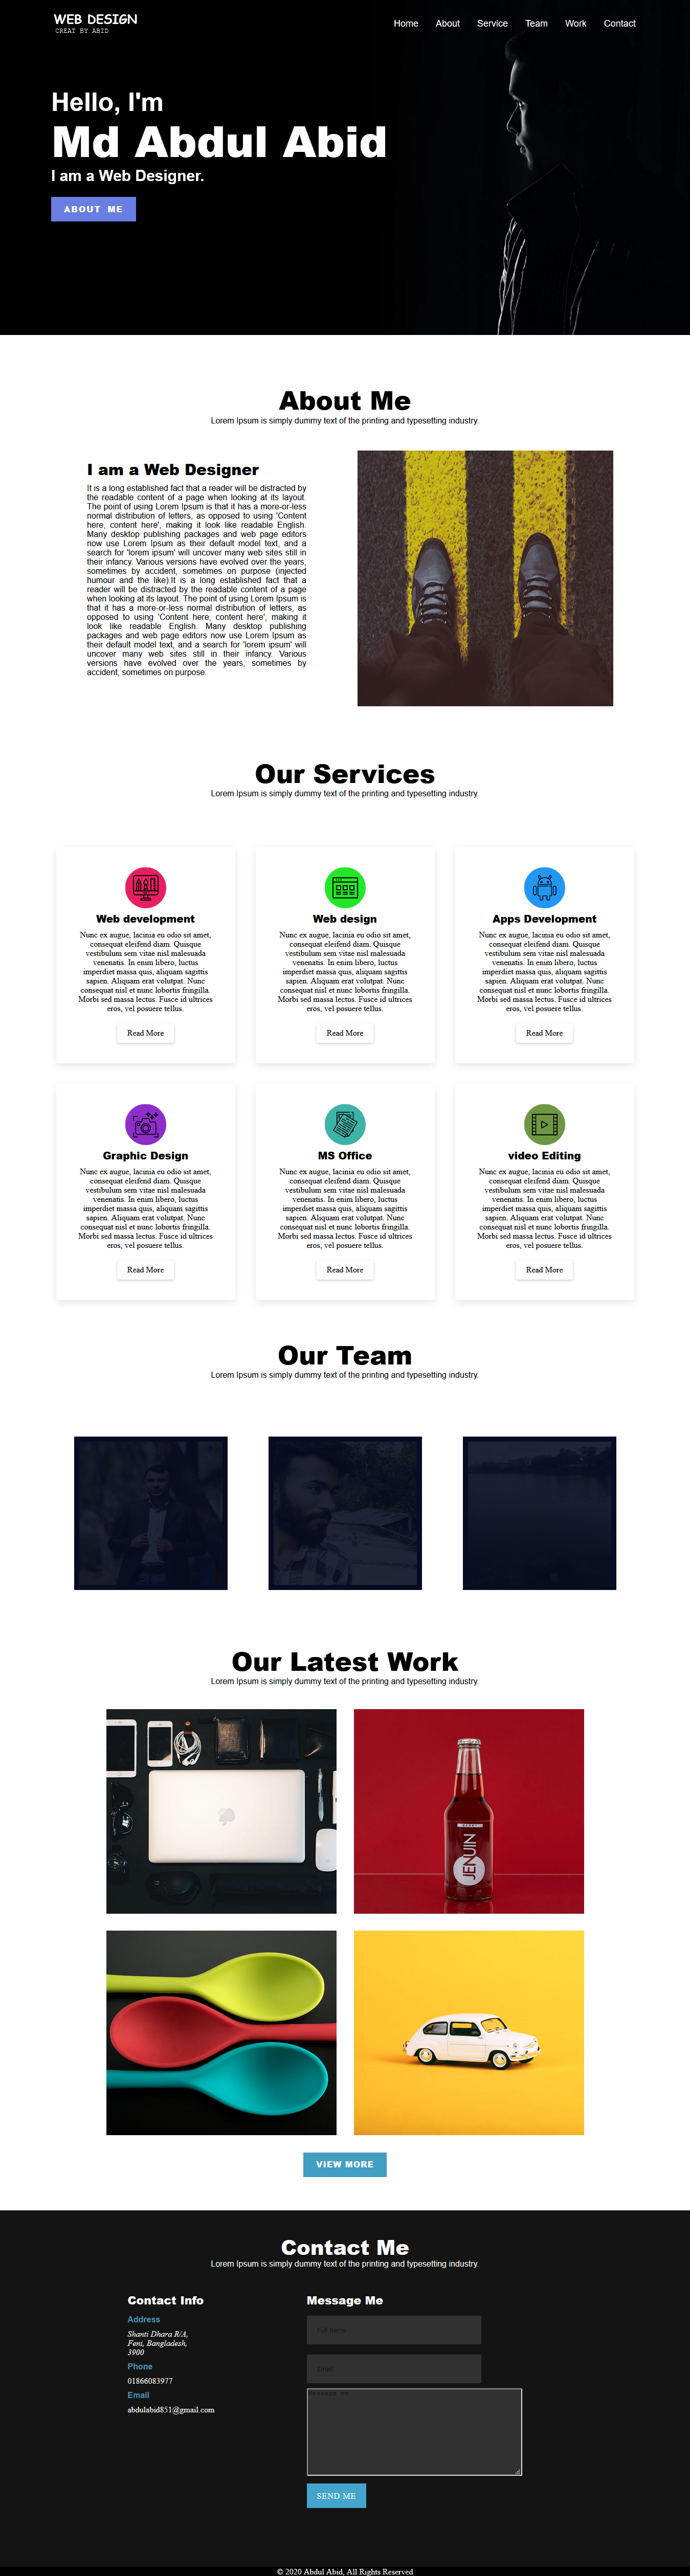 WEB DESIGN
CREAT BY ABID
Home About Service Team Work Contact
Hello, I'm
Md Abdul Abid
I am a Web Designer.
ABOUT ME
About Me
Lorem Ipsum is simply dummy text of the printing and typesetting industry.
I am a Web Designer
It is a long established fact that a reader will be distracted by
the readable content of a page when looking at its layout.
The point of using Lorem Ipsum is that it has a more-or-less
normal distribution of letters, as opposed to using 'Content
here, content here', making it look like readable English.
Many desktop publishing packages and web page editors
now use Lorem Ipsum as their default model text, and a
search for 'lorem ipsum' will uncover many web sites still in
their infancy. Various versions have evolved over the years,
sometimes by accident, sometimes on purpose (injected
humour and the like).It is a long established fact that a
reader will be distracted by the readable content of a page
when looking at its layout. The point of using Lorem Ipsum is
that it has a more-or-less normal distribution of letters, as
opposed to using 'Content here, content here', making it
look like readable English. Many desktop publishing
packages and web page editors now use Lorem Ipsum as
their default model text, and a search for 'lorem ipsum' will
uncover many web sites still in their infancy. Various
versions have evolved over the years, sometimes by
accident, sometimes on purpose.
Our Services
Lorem Ipsum is simply dummy text of the printing and typesetting industry.
Web development
Nunc ex augue, lacinia eu odio sit amet,
consequat eleifend diam. Quisque
vestibulum sem vitae nisl malesuada
venenatis. In enim libero, luctus
imperdiet massa quis, aliquam sagittis
sapien. Aliquam erat volutpat. Nunc
consequat nisl et nunc lobortis fringilla.
Morbi sed massa lectus. Fusce id ultrices
eros, vel posuere tellus.
Read More
Web design
Nunc ex augue, lacinia eu odio sit amet,
consequat eleifend diam. Quisque
vestibulum sem vitae nisl malesuada
venenatis. In enim libero, luctus
imperdiet massa quis, aliquam sagittis
sapien. Aliquam erat volutpat. Nunc
consequat nisl et nunc lobortis fringilla.
Morbi sed massa lectus. Fusce id ultrices
eros, vel posuere tellus.
Read More
Apps Development
Nunc ex augue, lacinia eu odio sit amet,
consequat eleifend diam. Quisque
vestibulum sem vitae nisl malesuada
venenatis. In enim libero, luctus
imperdiet massa quis, aliquam sagittis
sapien. Aliquam erat volutpat. Nunc
consequat nisl et nunc lobortis fringilla.
Morbi sed massa lectus. Fusce id ultrices
eros, vel posuere tellus.
Read More
Graphic Design
Nunc ex augue, lacinia eu odio sit amet,
consequat eleifend diam. Quisque
vestibulum sem vitae nisl malesuada
venenatis. In enim libero, luctus
imperdiet massa quis, aliquam sagittis
sapien. Aliquam erat volutpat. Nunc
consequat nisl et nunc lobortis fringilla.
Morbi sed massa lectus. Fusce id ultrices
eros, vel posuere tellus.
Read More
MS Office
Nunc ex augue, lacinia eu odio sit amet,
consequat eleifend diam. Quisque
vestibulum sem vitae nisl malesuada
venenatis. In enim libero, luctus
imperdiet massa quis, aliquam sagittis
sapien. Aliquam erat volutpat. Nunc
consequat nisl et nunc lobortis fringilla.
Morbi sed massa lectus. Fusce id ultrices
eros, vel posuere tellus.
Read More
video Editing
Nunc ex augue, lacinia eu odio sit amet,
consequat eleifend diam. Quisque
vestibulum sem vitae nisl malesuada
venenatis. In enim libero, luctus
imperdiet massa quis, aliquam sagittis
sapien. Aliquam erat volutpat. Nunc
consequat nisl et nunc lobortis fringilla.
Morbi sed massa lectus. Fusce id ultrices
eros, vel posuere tellus.
Read More
Our Team
Lorem Ipsum is simply dummy text of the printing and typesetting industry.
Our Latest Work
Lorem Ipsum is simply dummy text of the printing and typesetting industry.
JENUIN
VIEW MORE
Contact Me
Lorem Ipsum is simply dummy text of the printing and typesetting industry.
Contact Info
Address
Shanti Dhara R/A,
Feni, Bangladesh,
3900
Phone
01866083977
Email
abdulabid851@gmail.com
Message Me
Full Name
Email
Message me
SEND ME
© 2020 Abdul Abid, All Rights Reserved